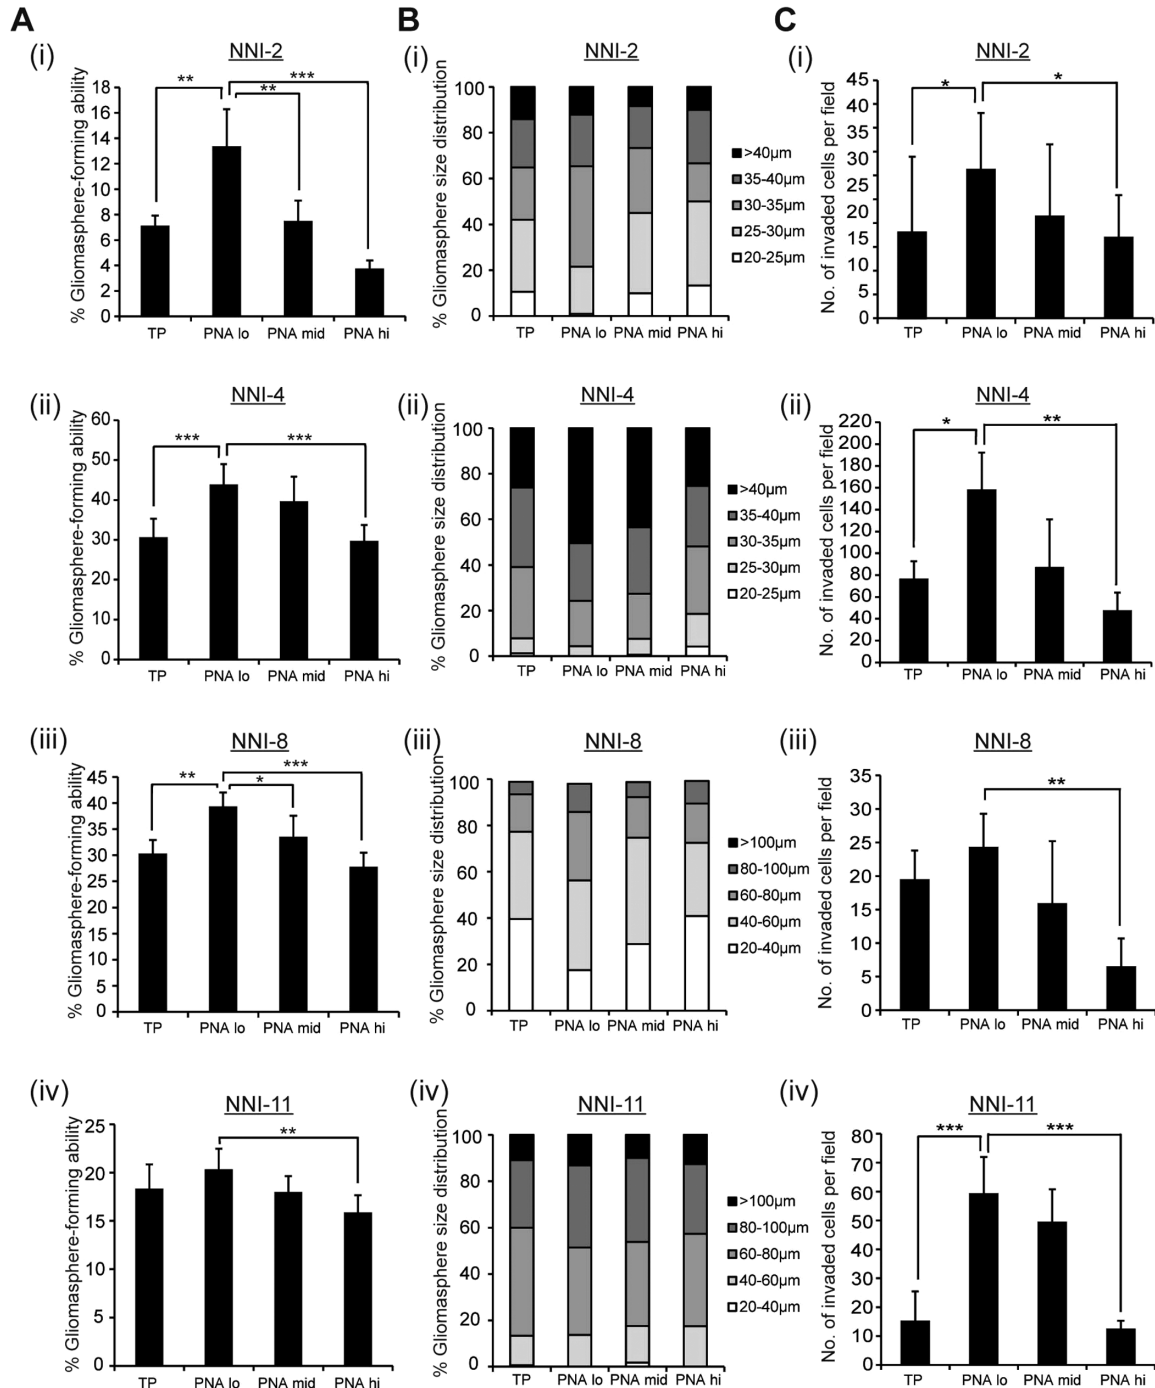 A
(i)
NNI-2
% Gliomasphere-forming ability
18
16
14
12
10
8
6
4
2
0
**
***
**
TP PNA lo PNA mid PNA hi
(ii)
NNI-4
% Gliomasphere-forming ability
60
50
40
30
20
10
0
***
***
TP PNA lo PNA mid PNA hi
(iii)
NNI-8
% Gliomasphere-forming ability
45
40
35
30
25
20
15
10
5
0
**
***
*
TP PNA lo PNA mid PNA hi
(iv)
NNI-11
% Gliomasphere-forming ability
25
20
15
10
5
0
**
TP PNA lo PNA mid PNA hi
B
(i)
NNI-2
% Gliomasphere size distribution
100
80
60
40
20
0
TP PNA lo PNA mid PNA hi
>40µm
35-40µm
30-35µm
25-30µm
20-25µm
(ii)
NNI-4
% Gliomasphere size distribution
100
80
60
40
20
0
TP PNA lo PNA mid PNA hi
>40µm
35-40µm
30-35µm
25-30µm
20-25µm
(iii)
NNI-8
% Gliomasphere size distribution
100
80
60
40
20
0
TP PNA lo PNA mid PNA hi
>100µm
80-100µm
60-80µm
40-60µm
20-40µm
(iv)
NNI-11
% Gliomasphere size distribution
100
80
60
40
20
0
TP PNA lo PNA mid PNA hi
>100µm
80-100µm
60-80µm
40-60µm
20-40µm
C
(i)
NNI-2
No. of invaded cells per field
45
40
35
30
25
20
15
10
5
0
*
*
TP PNA lo PNA mid PNA hi
(ii)
NNI-4
No. of invaded cells per field
220
200
180
160
140
120
100
80
60
40
20
0
*
**
TP PNA lo PNA mid PNA hi
(iii)
NNI-8
No. of invaded cells per field
35
30
25
20
15
10
5
0
**
TP PNA lo PNA mid PNA hi
(iv)
NNI-11
No. of invaded cells per field
80
70
60
50
40
30
20
10
0
***
***
TP PNA lo PNA mid PNA hi